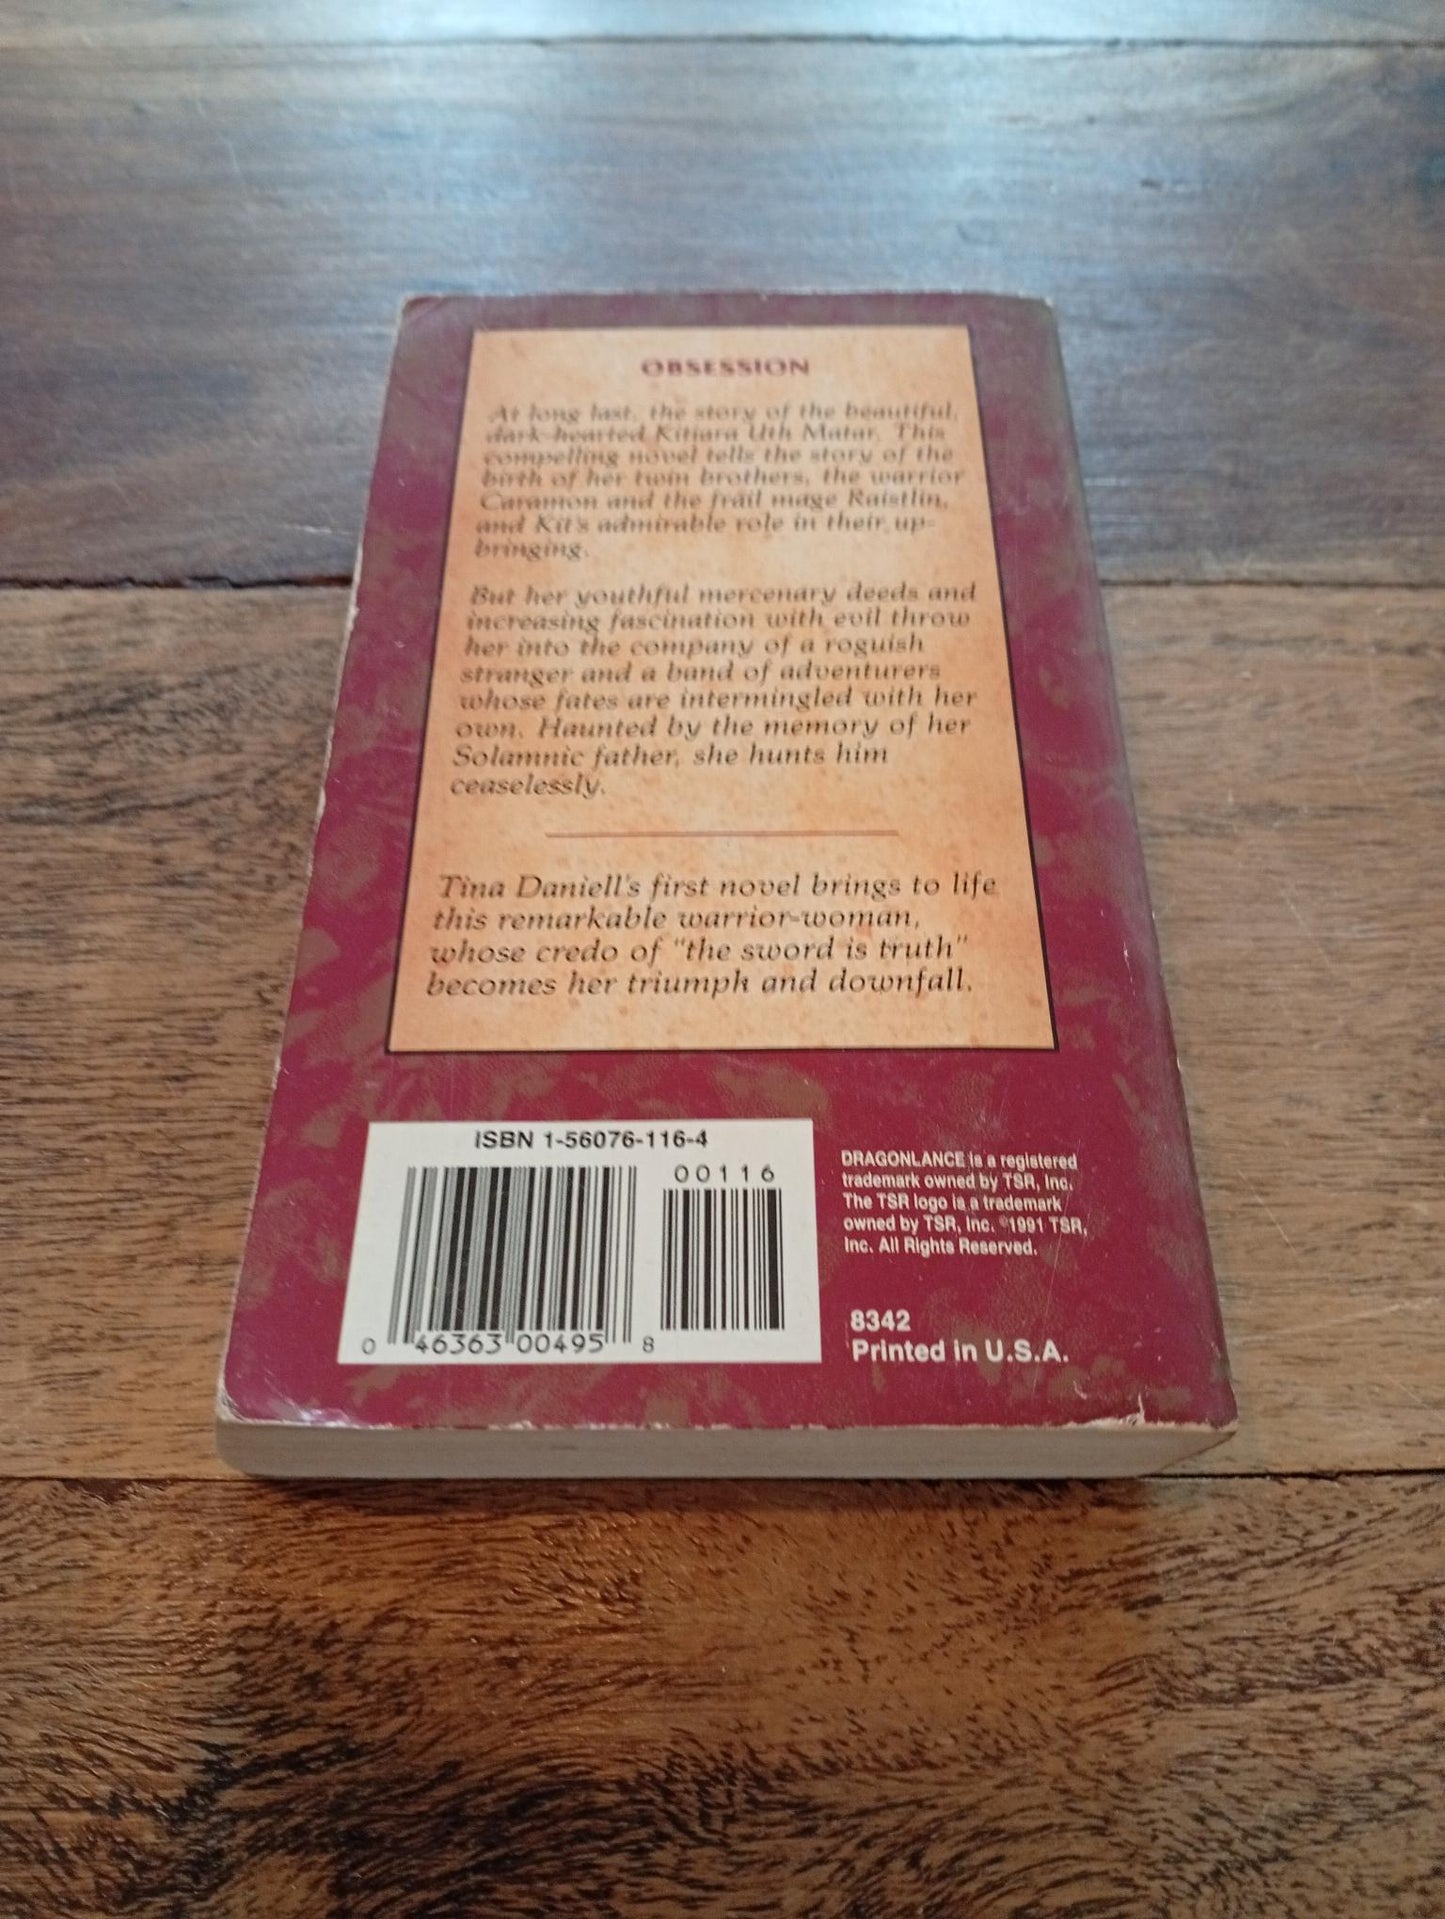 OBSESSION
At long last, the story of the beautiful,
dark-hearted Kitiara Uth Matar. This
compelling novel tells the story of the
birth of her twin brothers, the warrior
Caramon and the frail mage Raistlin,
and Kit's admirable role in their up-
bringing.
But her youthful mercenary deeds and
increasing fascination with evil throw
her into the company of a roguish
stranger and a band of adventurers
whose fates are intermingled with her
own. Haunted by the memory of her
Solamnic father, she hunts him
ceaselessly.
Tina Daniell's first novel brings to life
this remarkable warrior-woman,
whose credo of "the sword is truth"
becomes her triumph and downfall.
ISBN 1-56076-116-4
00116
0 46363 00495 8
DRAGONLANCE is a registered
trademark owned by TSR, Inc.
The TSR logo is a trademark
owned by TSR, Inc. ©1991 TSR,
Inc. All Rights Reserved.
8342
Printed in U.S.A.